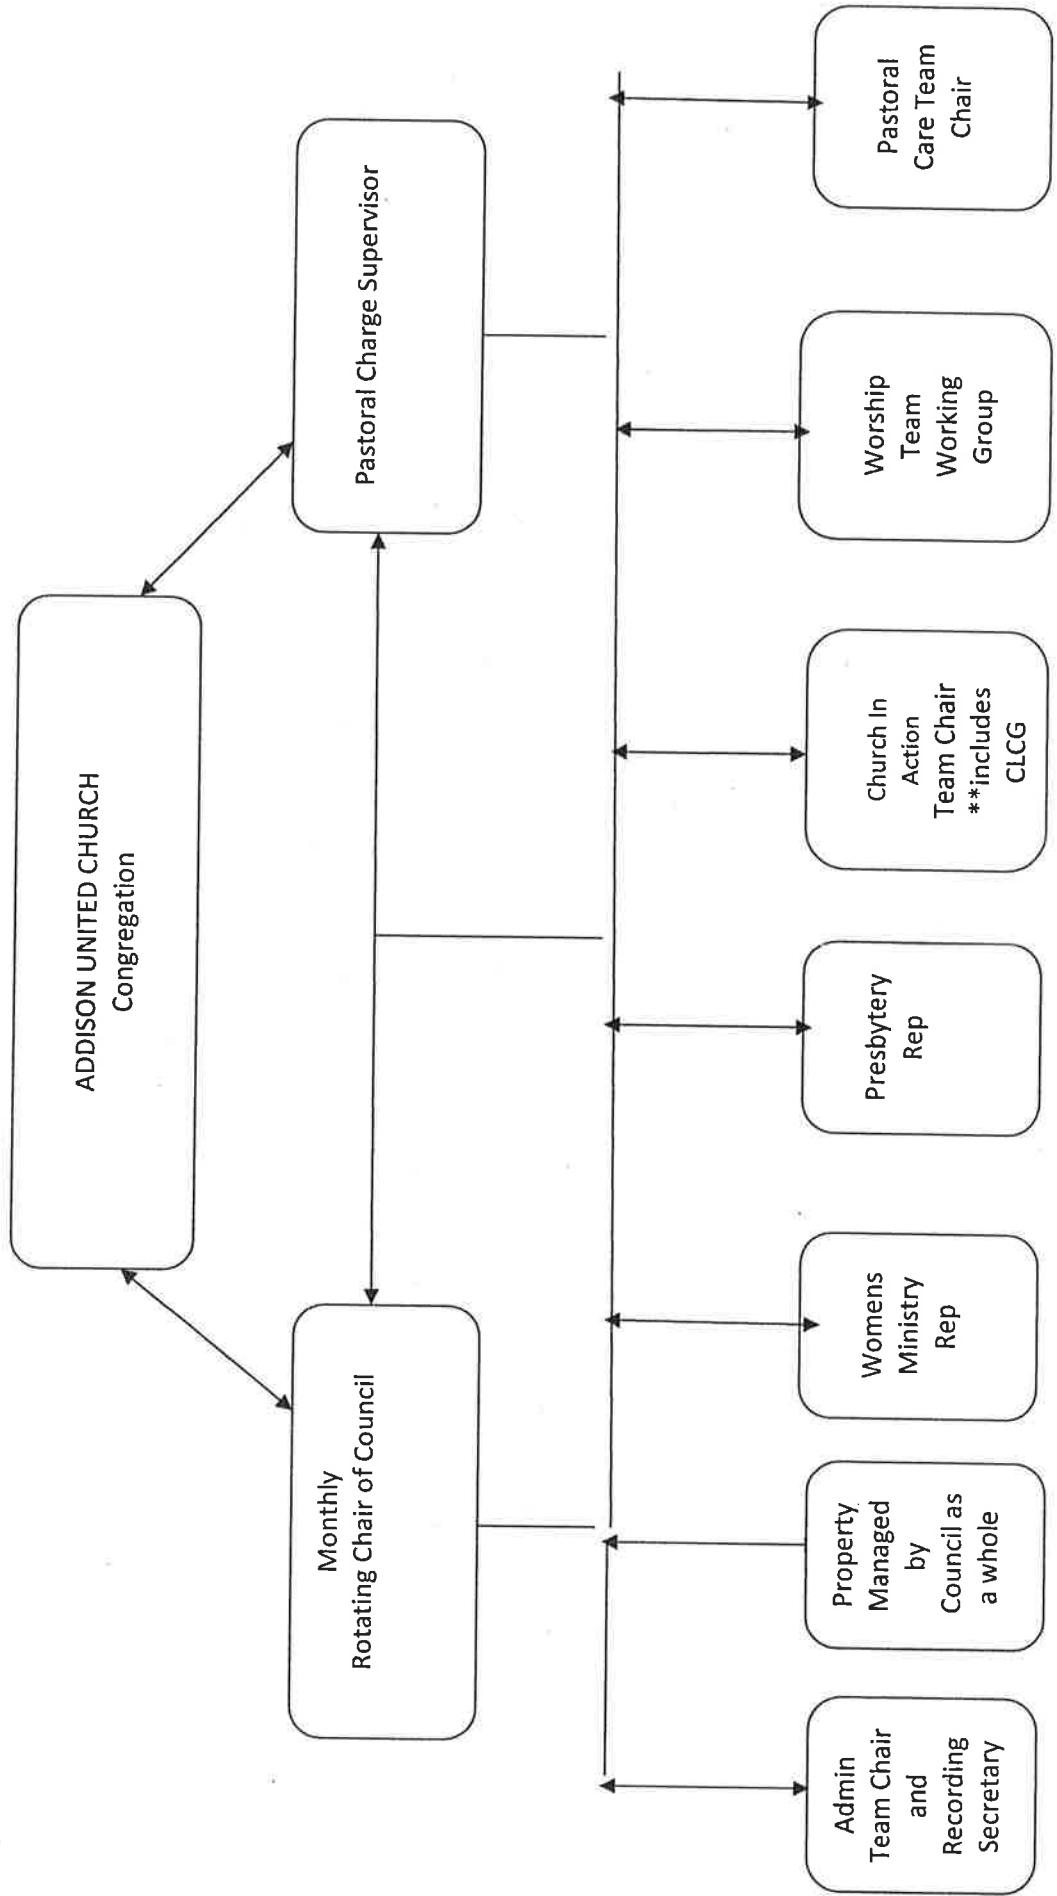 ADDISON UNITED CHURCH
Congregation
Monthly
Rotating Chair of Council
Pastoral Charge Supervisor
Admin
Team Chair
and
Recording
Secretary
Property
Managed
by
Council as
a whole
Womens
Ministry
Rep
Presbytery
Rep
Church In
Action
Team Chair
**includes
CLCG
Worship
Team
Working
Group
Pastoral
Care Team
Chair